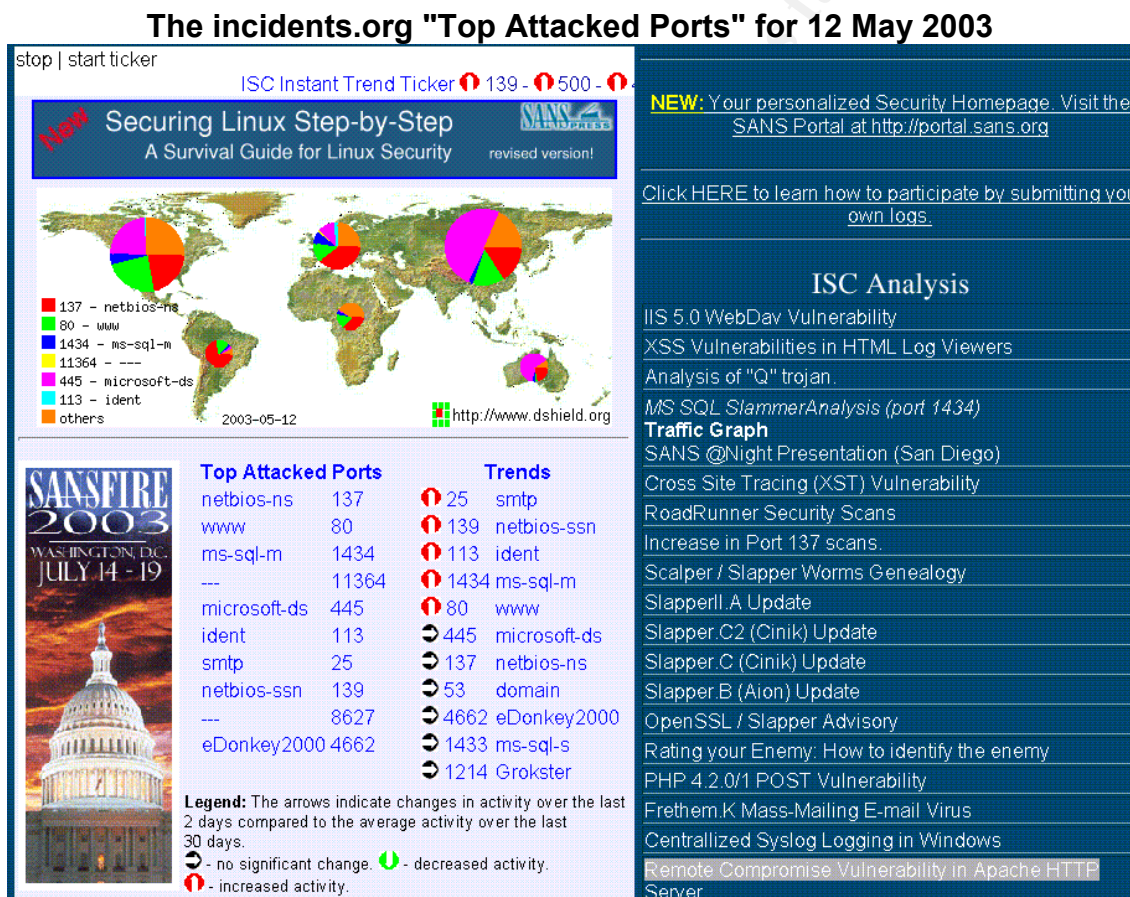 The incidents.org "Top Attacked Ports" for 12 May 2003
stop | start ticker
ISC Instant Trend Ticker 139 - 500 -
New
Securing Linux Step-by-Step
A Survival Guide for Linux Security revised version!
SANS
137 - netbios-ns
80 - www
1434 - ms-sql-m
11364 - ---
445 - microsoft-ds
113 - ident
others
2003-05-12
http://www.dshield.org
SANSFIRE
2003
WASHINGTON, D.C.
JULY 14 - 19
Top Attacked Ports Trends
netbios-ns 137 25 smtp
www 80 139 netbios-ssn
ms-sql-m 1434 113 ident
--- 11364 1434 ms-sql-m
microsoft-ds 445 80 www
ident 113 445 microsoft-ds
smtp 25 137 netbios-ns
netbios-ssn 139 53 domain
--- 8627 4662 eDonkey2000
eDonkey2000 4662 1433 ms-sql-s
1214 Grokster
Legend: The arrows indicate changes in activity over the last
2 days compared to the average activity over the last
30 days.
- no significant change. - decreased activity.
- increased activity.
NEW: Your personalized Security Homepage. Visit the
SANS Portal at http://portal.sans.org
Click HERE to learn how to participate by submitting you
own logs.
ISC Analysis
IIS 5.0 WebDav Vulnerability
XSS Vulnerabilities in HTML Log Viewers
Analysis of "Q" trojan.
MS SQL SlammerAnalysis (port 1434)
Traffic Graph
SANS @Night Presentation (San Diego)
Cross Site Tracing (XST) Vulnerability
RoadRunner Security Scans
Increase in Port 137 scans.
Scalper / Slapper Worms Genealogy
SlapperII.A Update
Slapper.C2 (Cinik) Update
Slapper.C (Cinik) Update
Slapper.B (Aion) Update
OpenSSL / Slapper Advisory
Rating your Enemy: How to identify the enemy
PHP 4.2.0/1 POST Vulnerability
Frethem.K Mass-Mailing E-mail Virus
Centrallized Syslog Logging in Windows
Remote Compromise Vulnerability in Apache HTTP
Server